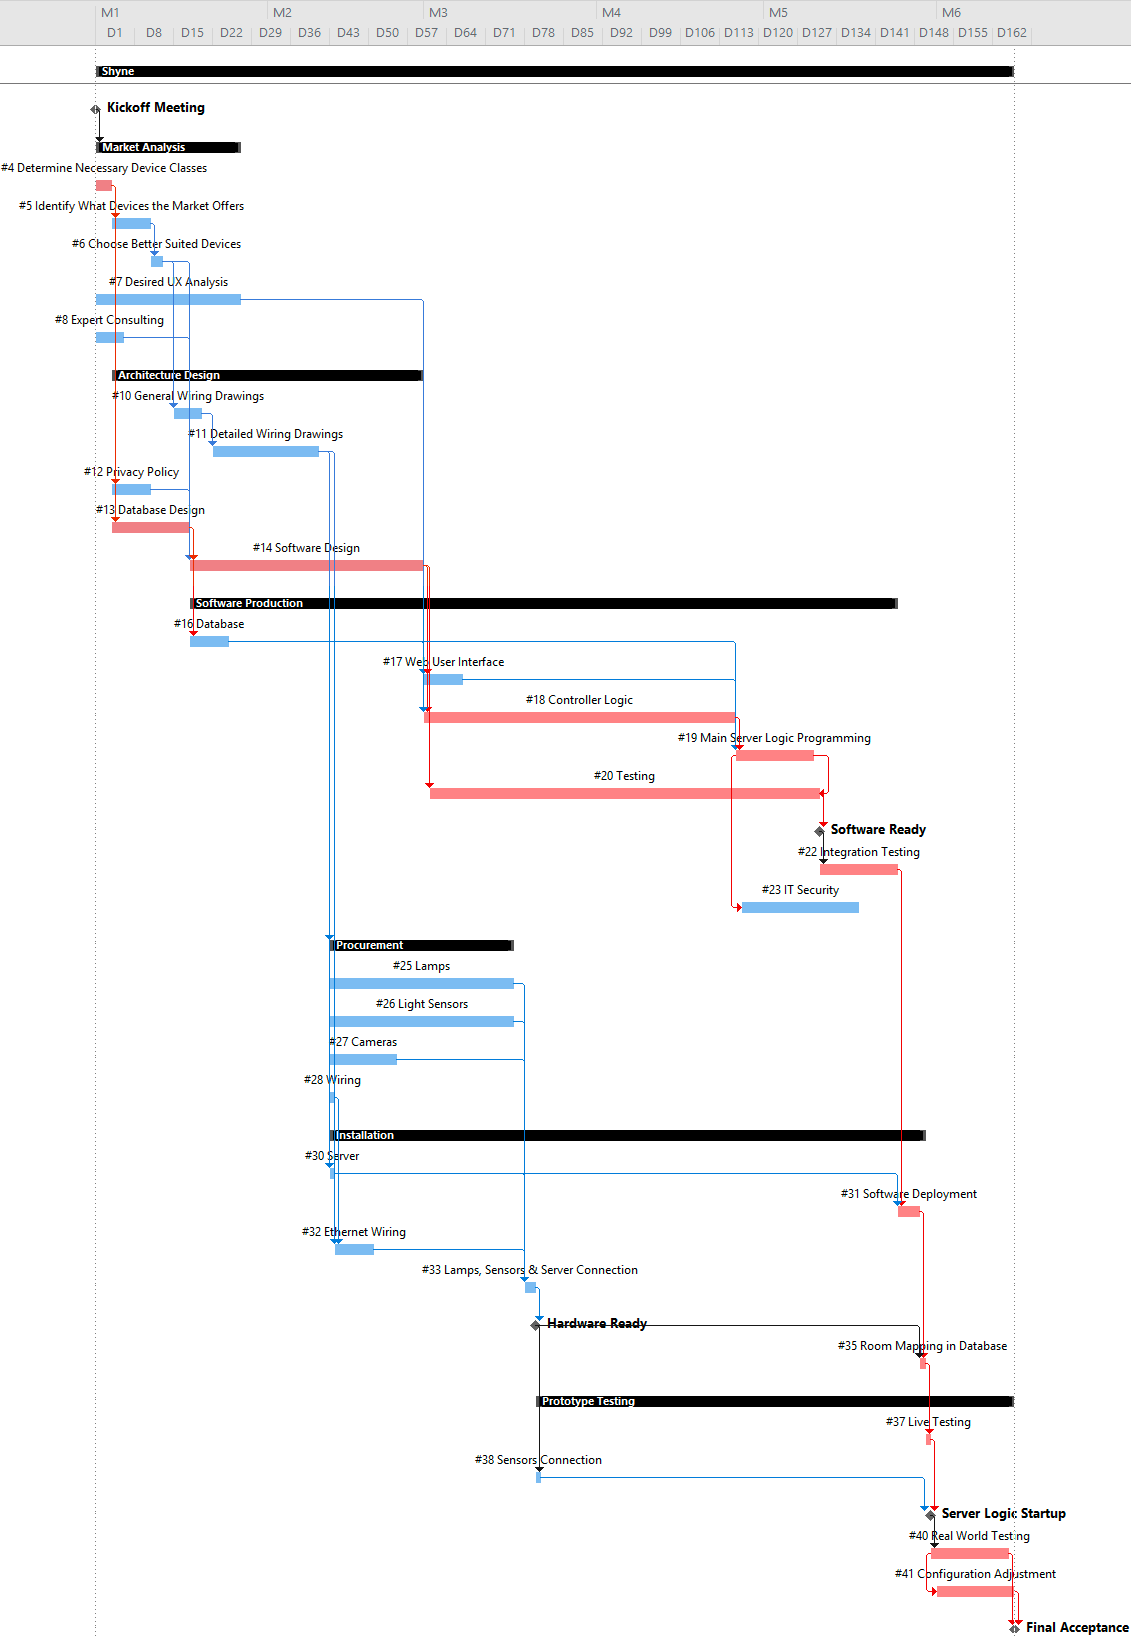 M1 M2 M3 M4 M5 M6
D1 D8 D15 D22 D29 D36 D43 D50 D57 D64 D71 D78 D85 D92 D99 D106 D113 D120 D127 D134 D141 D148 D155 D162
Shyne
Kickoff Meeting
Market Analysis
#4 Determine Necessary Device Classes
#5 Identify What Devices the Market Offers
#6 Choose Better Suited Devices
#7 Desired UX Analysis
#8 Expert Consulting
Architecture Design
#10 General Wiring Drawings
#11 Detailed Wiring Drawings
#12 Privacy Policy
#13 Database Design
#14 Software Design
Software Production
#16 Database
#17 Web User Interface
#18 Controller Logic
#19 Main Server Logic Programming
#20 Testing
Software Ready
#22 Integration Testing
#23 IT Security
Procurement
#25 Lamps
#26 Light Sensors
#27 Cameras
#28 Wiring
Installation
#30 Server
#31 Software Deployment
#32 Ethernet Wiring
#33 Lamps, Sensors & Server Connection
Hardware Ready
#35 Room Mapping in Database
Prototype Testing
#37 Live Testing
#38 Sensors Connection
Server Logic Startup
#40 Real World Testing
#41 Configuration Adjustment
Final Acceptance